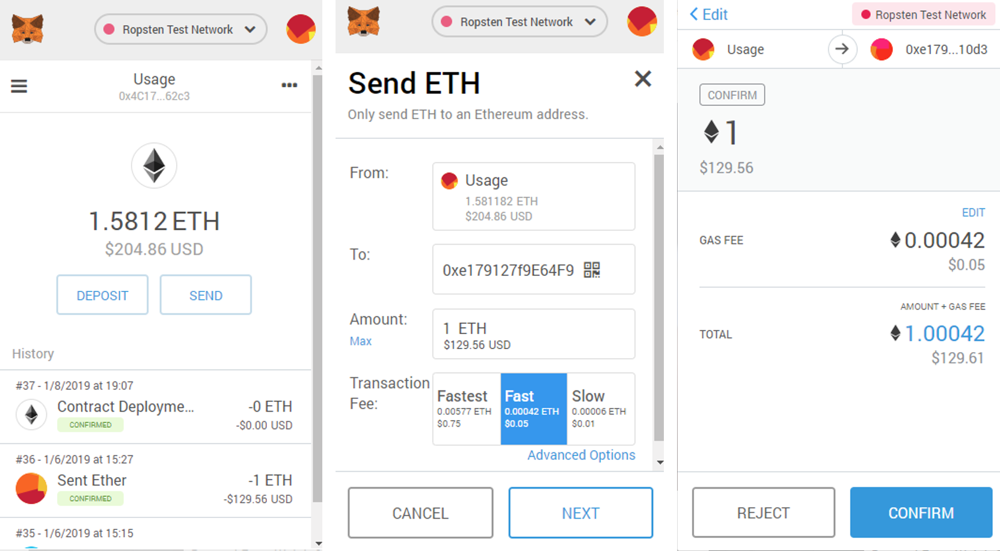 Ropsten Test Network
Usage
0x4C17...62c3
1.5812 ETH
$204.86 USD
DEPOSIT
SEND
History
#37 - 1/8/2019 at 19:07
Contract Deployme...
-0 ETH
CONFIRMED
-$0.00 USD
#36 - 1/6/2019 at 15:27
Sent Ether
-1 ETH
CONFIRMED
-$129.56 USD
#35 - 1/6/2019 at 15:15
Ropsten Test Network
Send ETH
Only send ETH to an Ethereum address.
From:
Usage
1.581182 ETH
$204.86 USD
To:
0xe179127f9E64F9
Amount:
Max
1 ETH
$129.56 USD
Transaction
Fee:
Fastest
0.00577 ETH
$0.75
Fast
0.00042 ETH
$0.05
Slow
0.00006 ETH
$0.01
Advanced Options
CANCEL
NEXT
Edit
Ropsten Test Network
Usage
0xe179...10d3
CONFIRM
1
$129.56
EDIT
GAS FEE
0.00042
$0.05
AMOUNT + GAS FEE
TOTAL
1.00042
$129.61
REJECT
CONFIRM